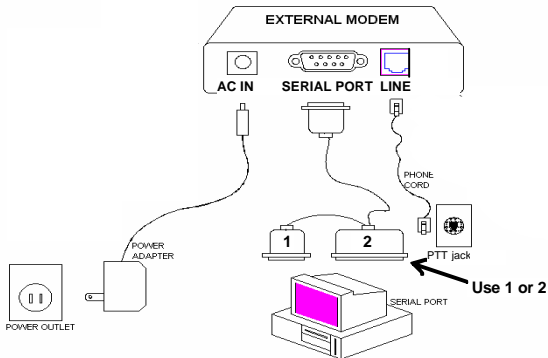 EXTERNAL MODEM
AC IN
SERIAL PORT
LINE
PHONE
CORD
POWER
ADAPTER
1
2
PTT jack
Use 1 or 2
SERIAL PORT
POWER OUTLET